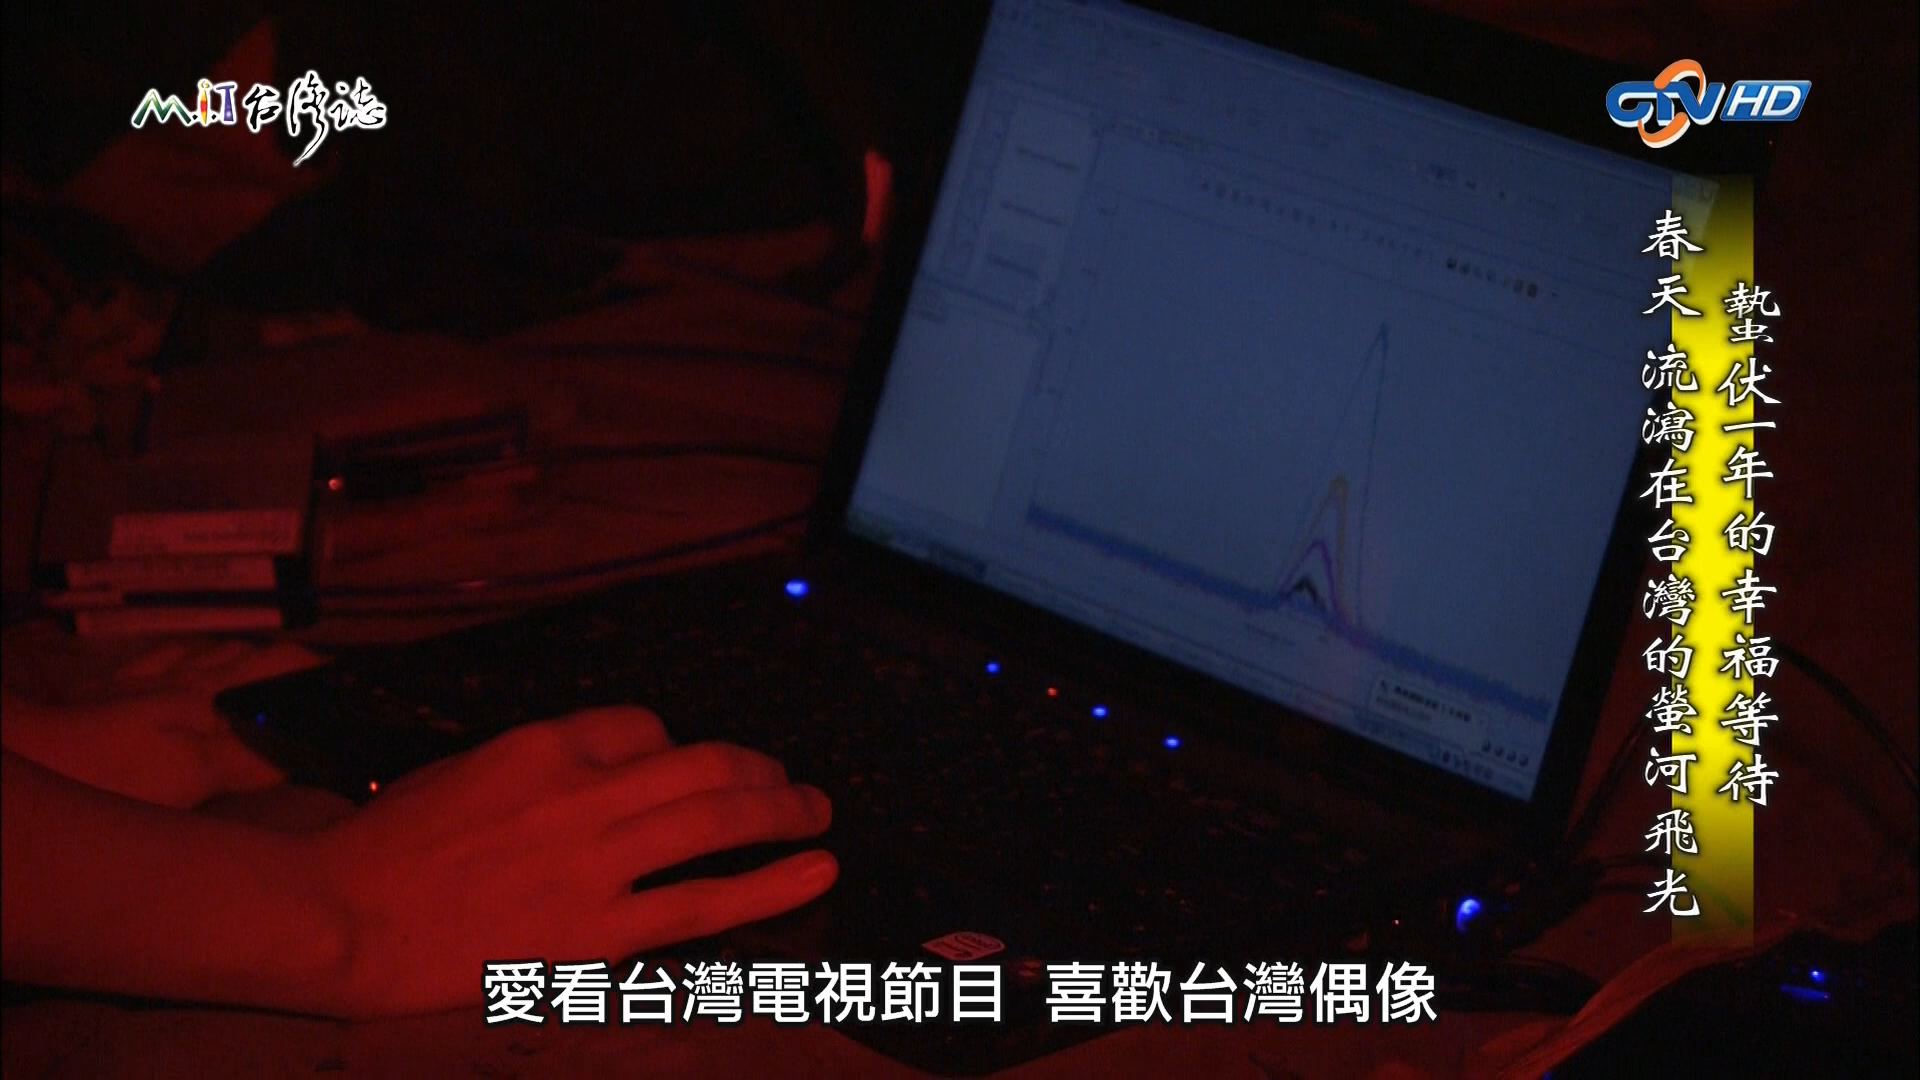 M.I.T台灣誌
CTV HD
蟄伏一年的幸福等待
春天 流瀉在台灣的螢河飛光
愛看台灣電視節目 喜歡台灣偶像